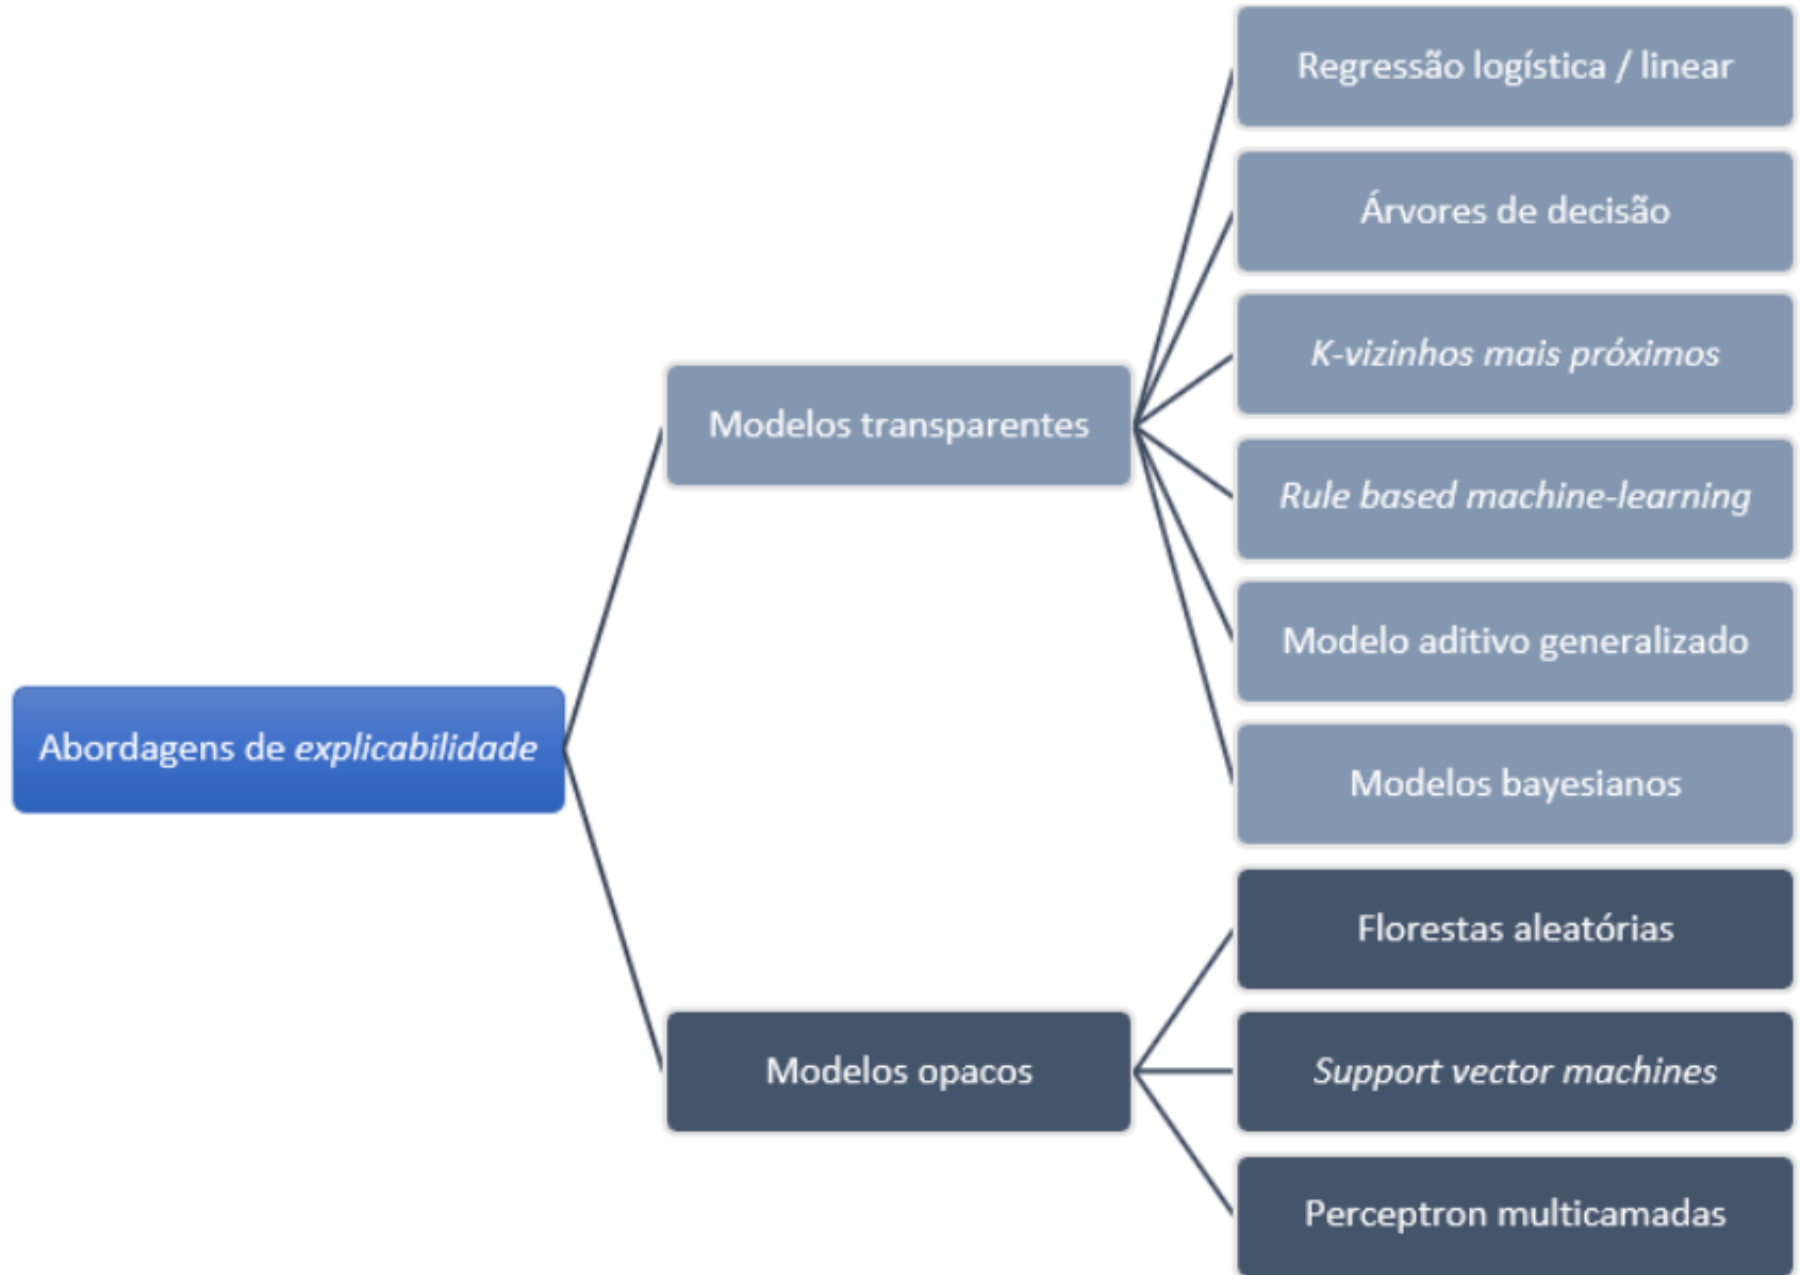 Regressão logística / linear
Árvores de decisão
K-vizinhos mais próximos
Modelos transparentes
Rule based machine-learning
Modelo aditivo generalizado
Abordagens de explicabilidade
Modelos bayesianos
Florestas aleatórias
Modelos opacos
Support vector machines
Perceptron multicamadas